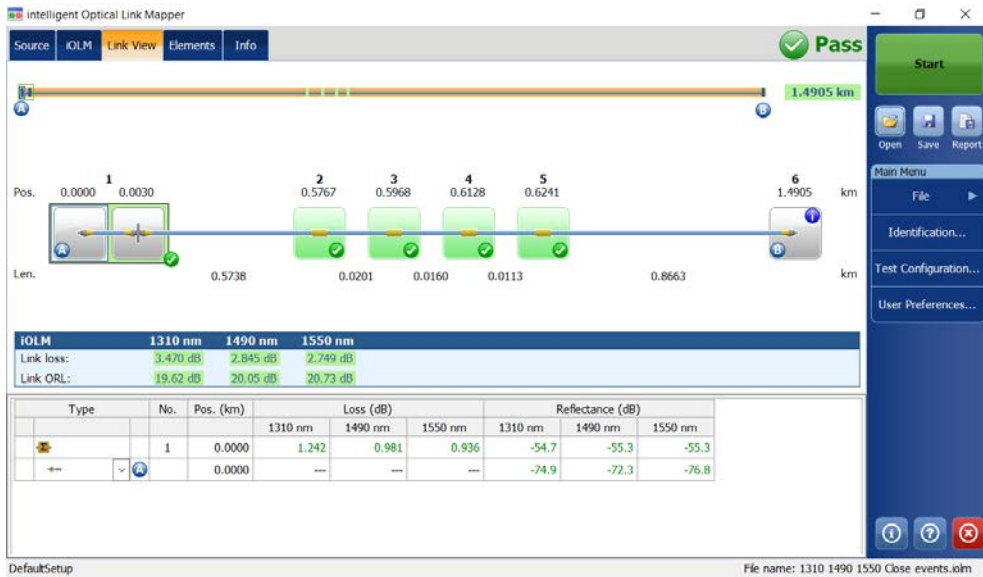 intelligent Optical Link Mapper
Source iOLM Link View Elements Info
Pass
Start
1.4905 km
A B
Open Save Report
Main Menu
File
Identification...
Test Configuration...
User Preferences...
1 2 3 4 5 6
Pos. 0.0000 0.0030 0.5767 0.5968 0.6128 0.6241 1.4905 km
A B
Len. 0.5738 0.0201 0.0160 0.0113 0.8663 km
iOLM 1310 nm 1490 nm 1550 nm
Link loss: 3.470 dB 2.845 dB 2.749 dB
Link ORL: 19.62 dB 20.05 dB 20.73 dB
Type No. Pos. (km) Loss (dB) Reflectance (dB)
1310 nm 1490 nm 1550 nm 1310 nm 1490 nm 1550 nm
1 0.0000 1.242 0.981 0.936 -54.7 -55.3 -55.3
A 0.0000 --- --- --- -74.9 -72.3 -76.8
DefaultSetup
File name: 1310 1490 1550 Close events.iolm